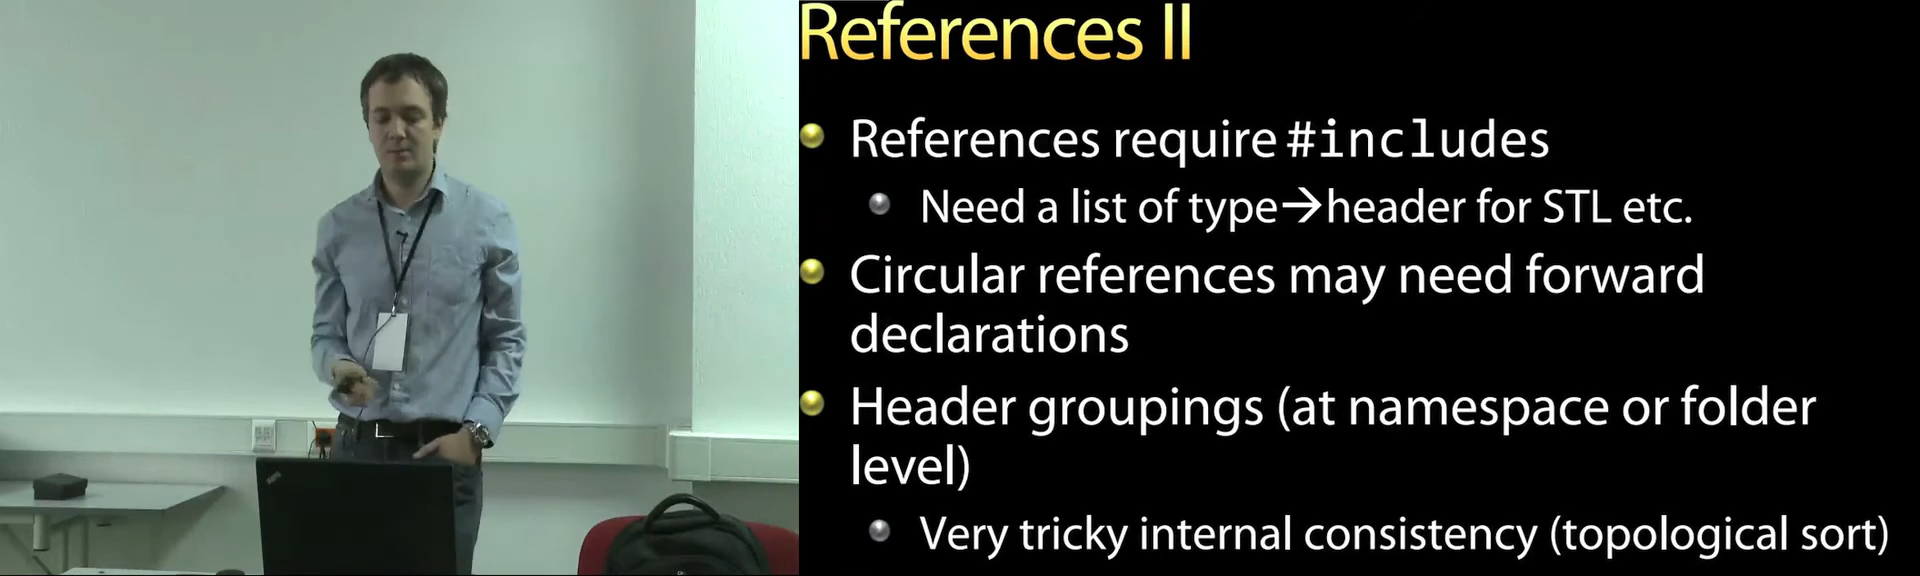 References II
References require #includes
Need a list of type→header for STL etc.
Circular references may need forward
declarations
Header groupings (at namespace or folder
level)
Very tricky internal consistency (topological sort)